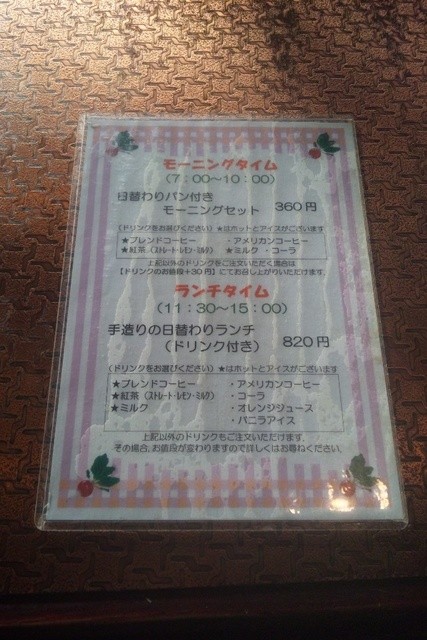 モーニングタイム
(7:00～10:00)
日替わりパン付き
モーニングセット 360円
(ドリンクをお選びください) ★はホットとアイスがございます
★ブレンドコーヒー ・アメリカンコーヒー
★紅茶(ストレート・レモン・ミルク) ★ミルク ・コーラ
上記以外のドリンクをご注文いただく場合は
【ドリンクのお値段+30円】にてお召し上がりいただけます。
ランチタイム
(11:30～15:00)
手造りの日替わりランチ
(ドリンク付き) 820円
(ドリンクをお選びください) ★はホットとアイスがございます
★ブレンドコーヒー ・アメリカンコーヒー
★紅茶(ストレート・レモン・ミルク) ・コーラ
★ミルク ・オレンジジュース
・バニラアイス
上記以外のドリンクもご注文いただけます。
その場合、お値段が変わりますので詳しくはお尋ねください。